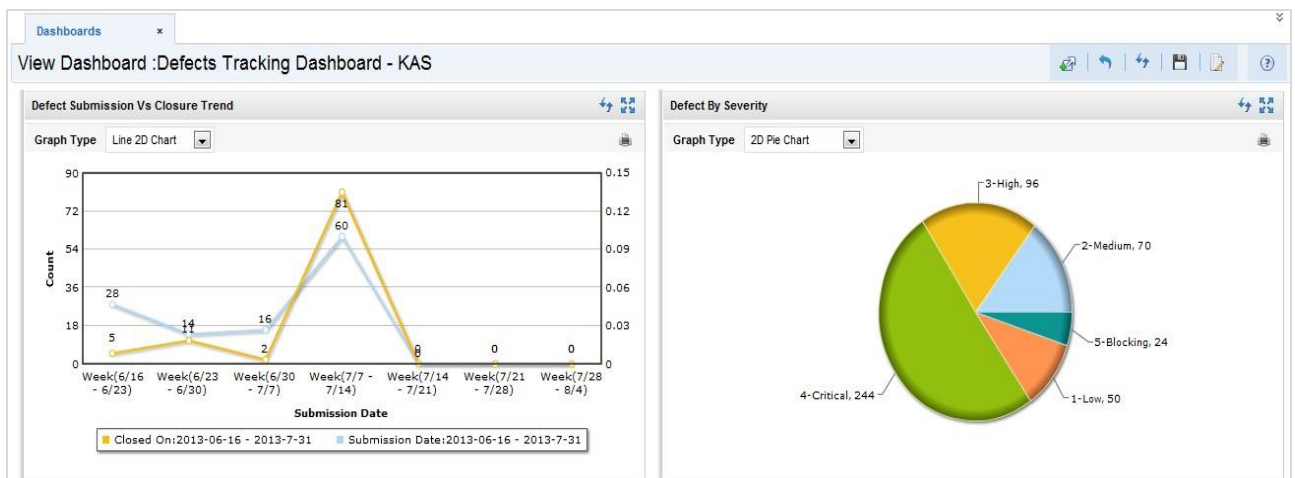 Dashboards ×
View Dashboard :Defects Tracking Dashboard - KAS
Defect Submission Vs Closure Trend
Graph Type Line 2D Chart
90
72
54
36
18
0
Count
0.15
0.12
0.09
0.06
0.03
0
28
5
14
11
16
2
81
60
0
0
0
0
Week(6/16 - 6/23)
Week(6/23 - 6/30)
Week(6/30 - 7/7)
Week(7/7 - 7/14)
Week(7/14 - 7/21)
Week(7/21 - 7/28)
Week(7/28 - 8/4)
Submission Date
Closed On:2013-06-16 - 2013-7-31
Submission Date:2013-06-16 - 2013-7-31
Defect By Severity
Graph Type 2D Pie Chart
3-High, 96
2-Medium, 70
5-Blocking, 24
1-Low, 50
4-Critical, 244